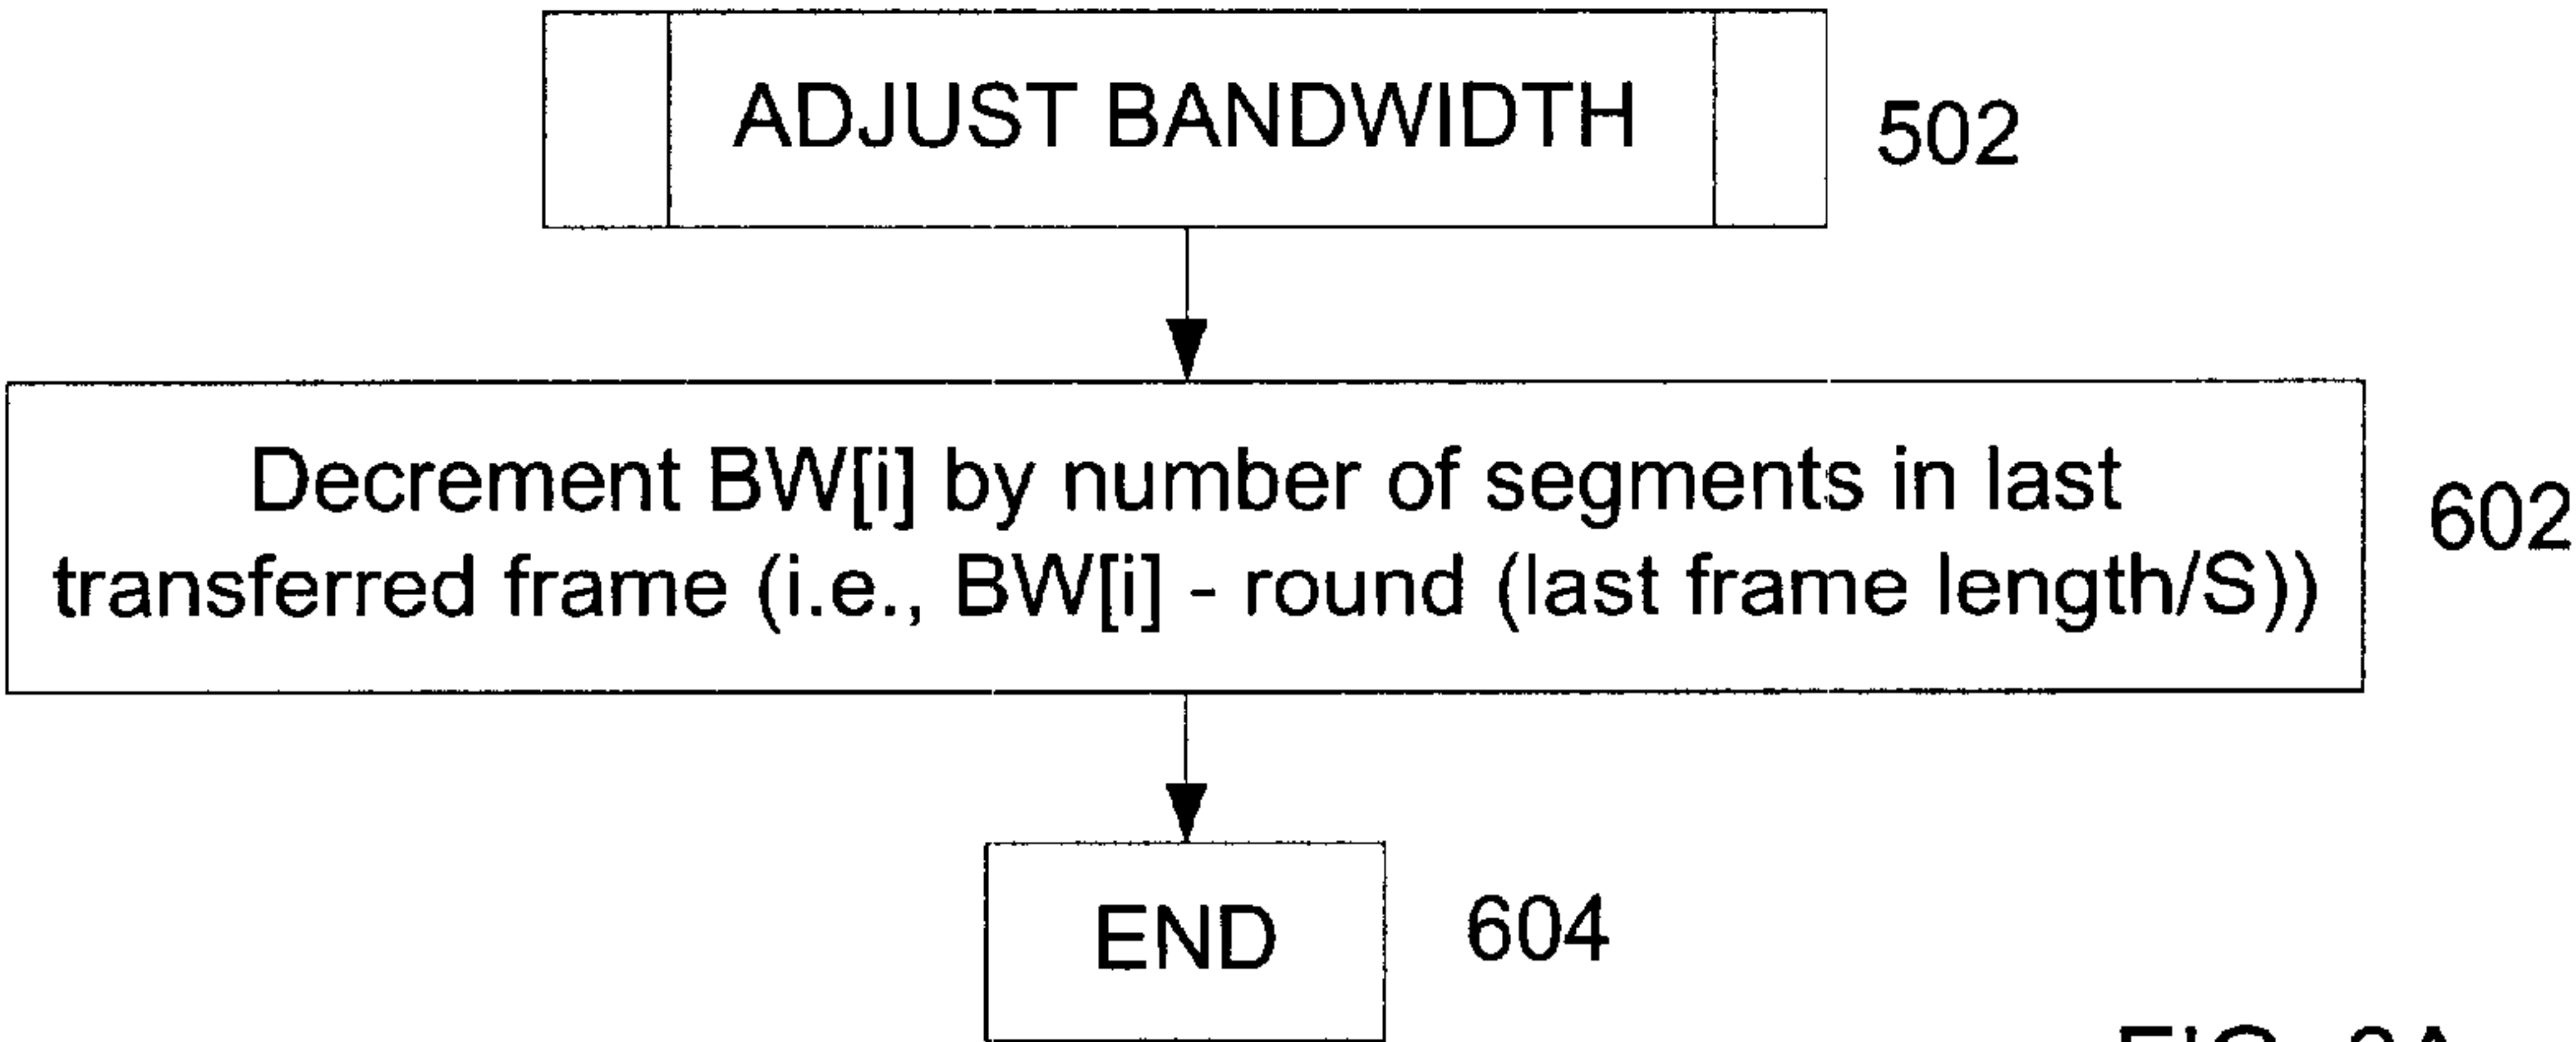 ADJUST BANDWIDTH
502
Decrement BW[i] by number of segments in last
transferred frame (i.e., BW[i] - round (last frame length/S))
602
END
604